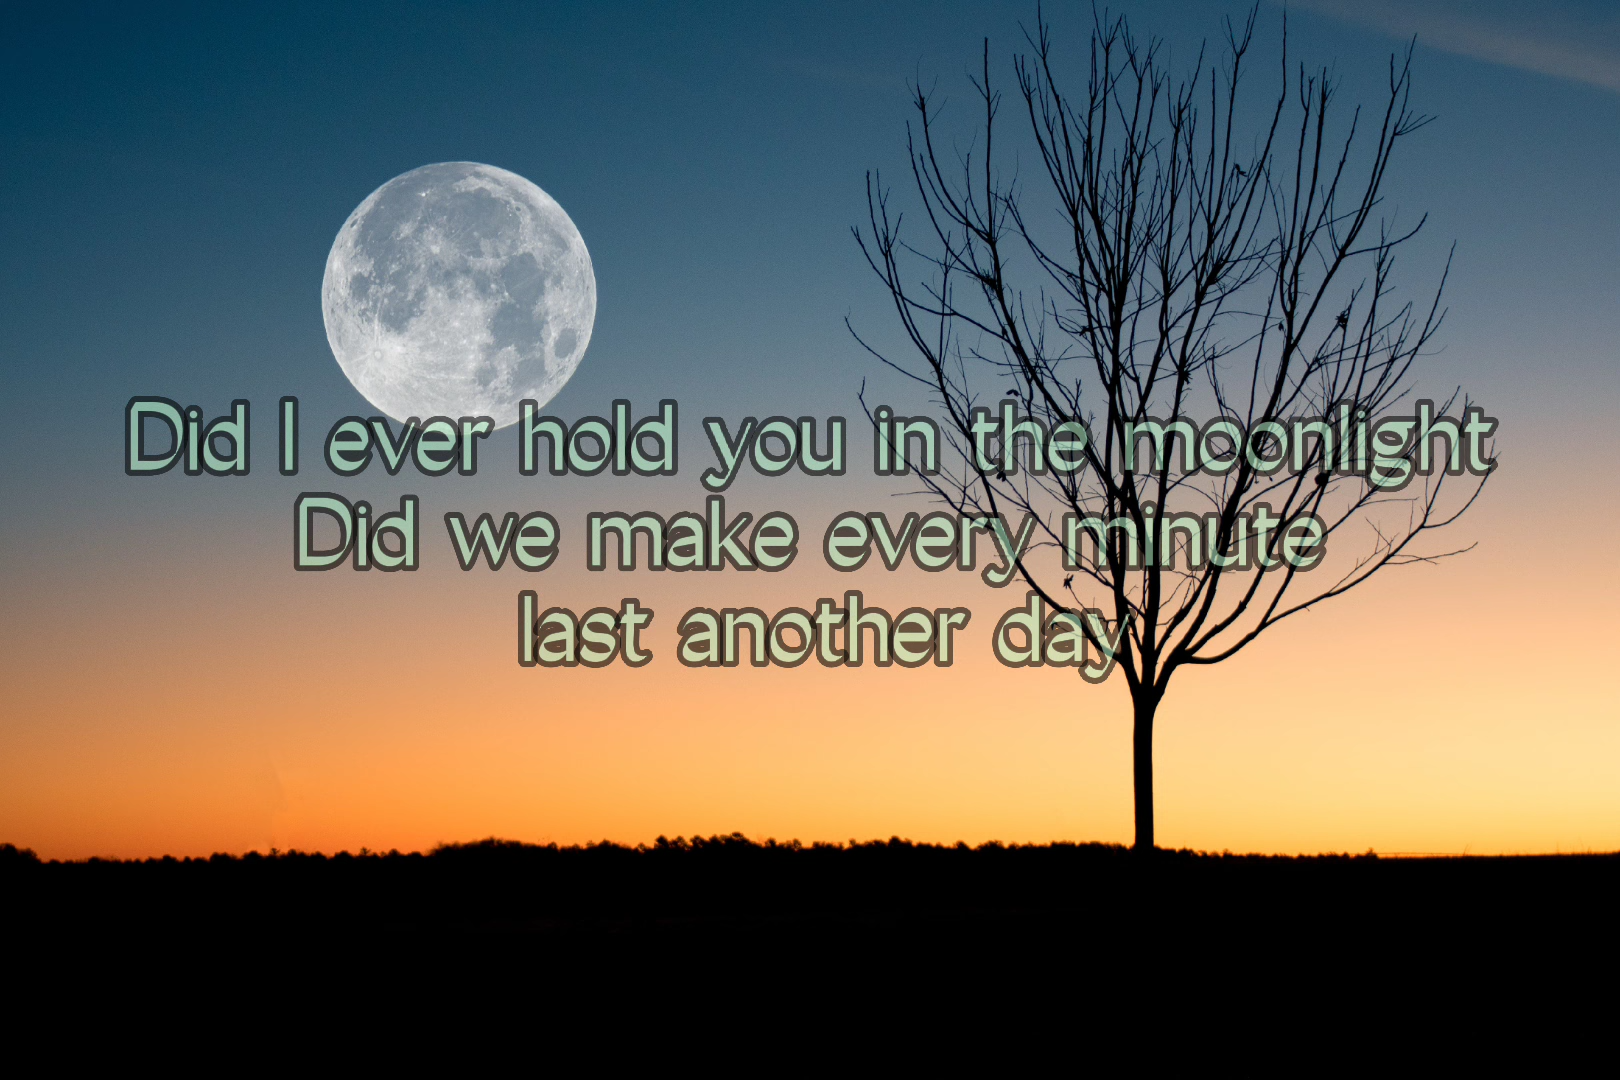 Did I ever hold you in the moonlight
Did we make every minute
last another day